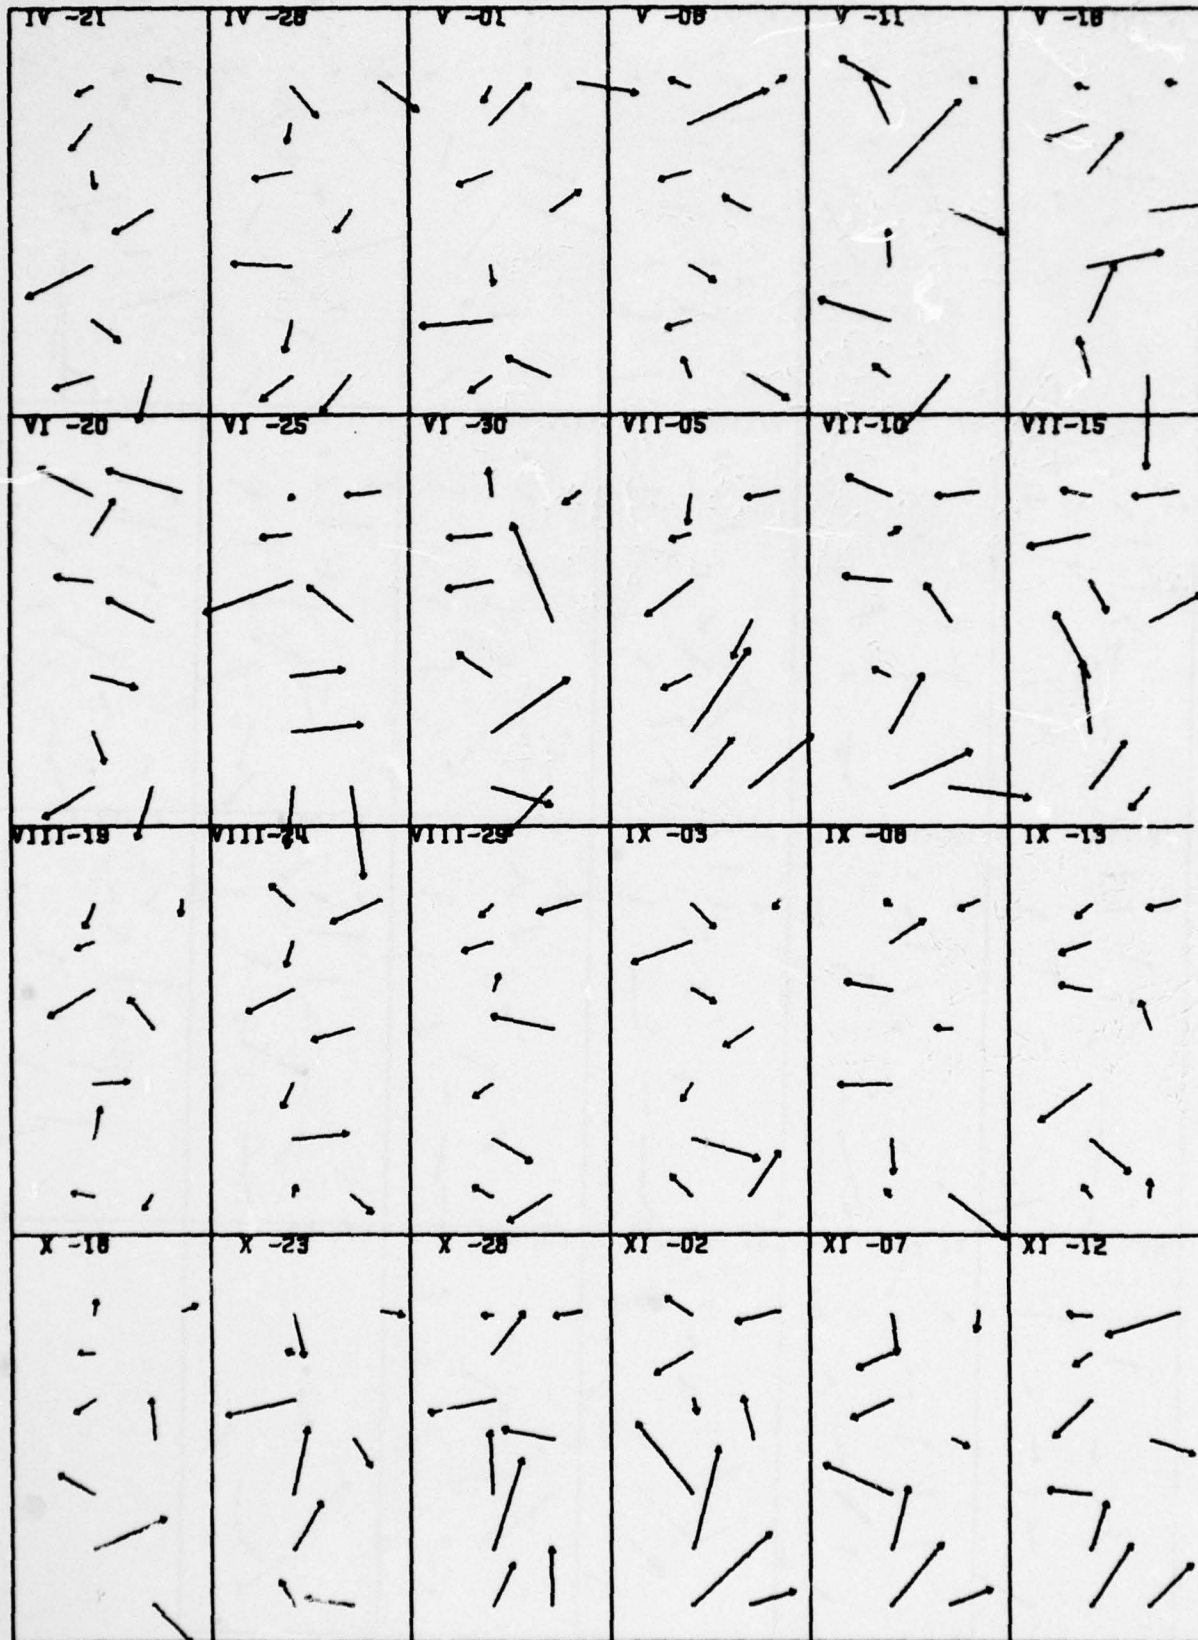 IV -21 IV -26 V -01 V -06 V -11 V -16
VI -20 VI -25 VI -30 VII-05 VII-10 VII-15
VIII-19 VIII-24 VIII-29 IX -03 IX -08 IX -13
X -18 X -23 X -28 XI -02 XI -07 XI -12